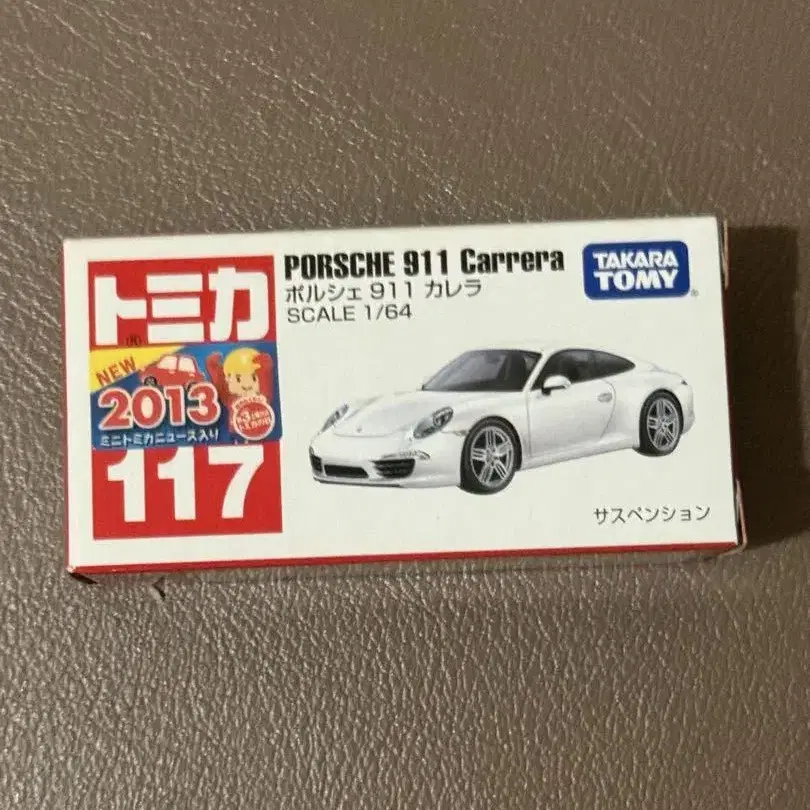 PORSCHE 911 Carrera
ポルシェ 911 カレラ
SCALE 1/64
TAKARA
TOMY
®
トミカ
NEW
2013
ミニトミカニュース入り
117
サスペンション